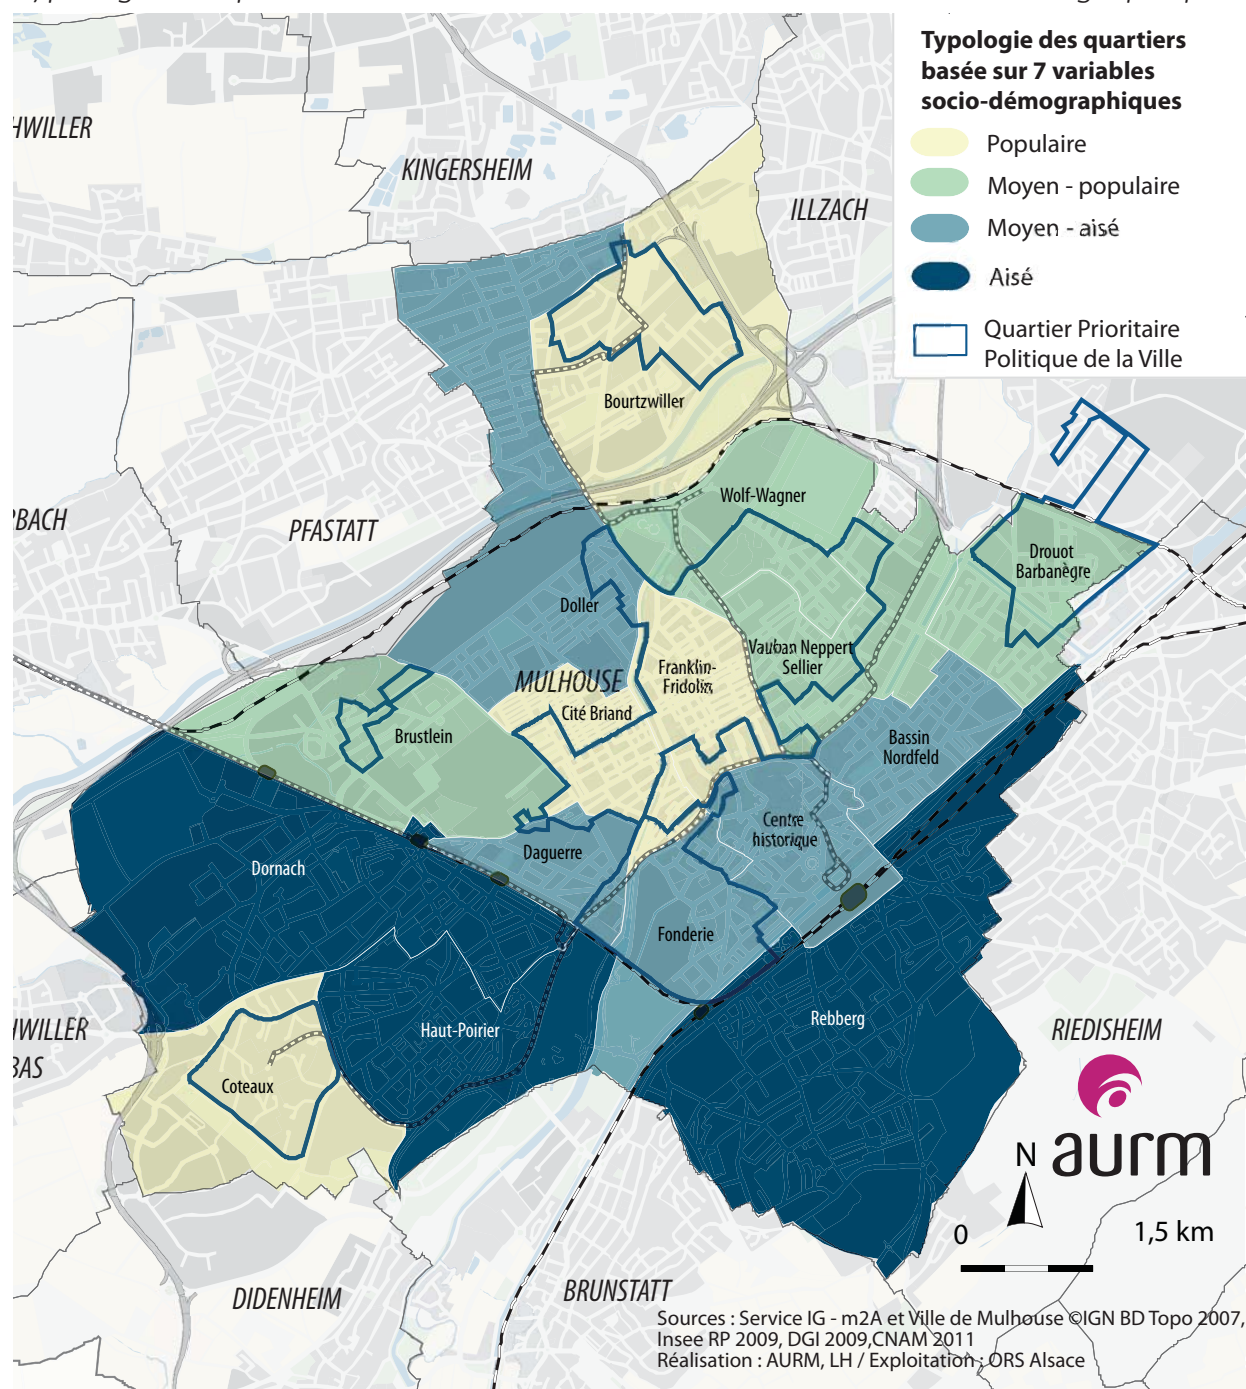 Typologie des quartiers
basée sur 7 variables
socio-démographiques
Populaire
Moyen - populaire
Moyen - aisé
Aisé
Quartier Prioritaire
Politique de la Ville
HWILLER
KINGERSHEIM
ILLZACH
Bourtzwiller
BACH
PFASTATT
Wolf-Wagner
Drouot
Barbanègre
Doller
Vauban Neppert
Sellier
Franklin-
Fridolin
MULHOUSE
Cité Briand
Brustlein
Bassin
Nordfeld
Centre
historique
Daguerre
Dornach
Fonderie
Haut-Poirier
Rebberg
HWILLER
BAS
RIEDISHEIM
Coteaux
aurm
N
0
1,5 km
DIDENHEIM
BRUNSTATT
Sources : Service IG - m2A et Ville de Mulhouse ©IGN BD Topo 2007,
Insee RP 2009, DGI 2009,CNAM 2011
Réalisation : AURM, LH / Exploitation : ORS Alsace